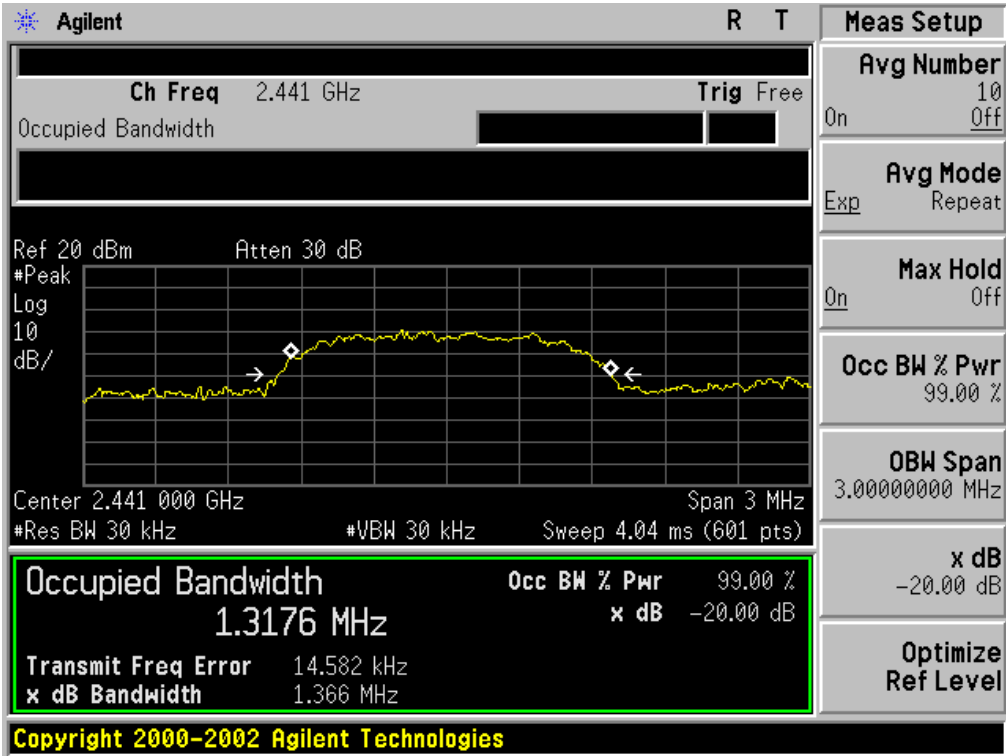 Agilent R T
Ch Freq 2.441 GHz Trig Free
Occupied Bandwidth
Ref 20 dBm Atten 30 dB
#Peak
Log
10
dB/
Center 2.441 000 GHz Span 3 MHz
#Res BW 30 kHz #VBW 30 kHz Sweep 4.04 ms (601 pts)
Occupied Bandwidth
1.3176 MHz
Occ BW % Pwr 99.00 %
x dB -20.00 dB
Transmit Freq Error 14.582 kHz
x dB Bandwidth 1.366 MHz
Copyright 2000-2002 Agilent Technologies
Meas Setup
Avg Number
10
On Off
Avg Mode
Exp Repeat
Max Hold
On Off
Occ BW % Pwr
99.00 %
OBW Span
3.00000000 MHz
x dB
-20.00 dB
Optimize
Ref Level